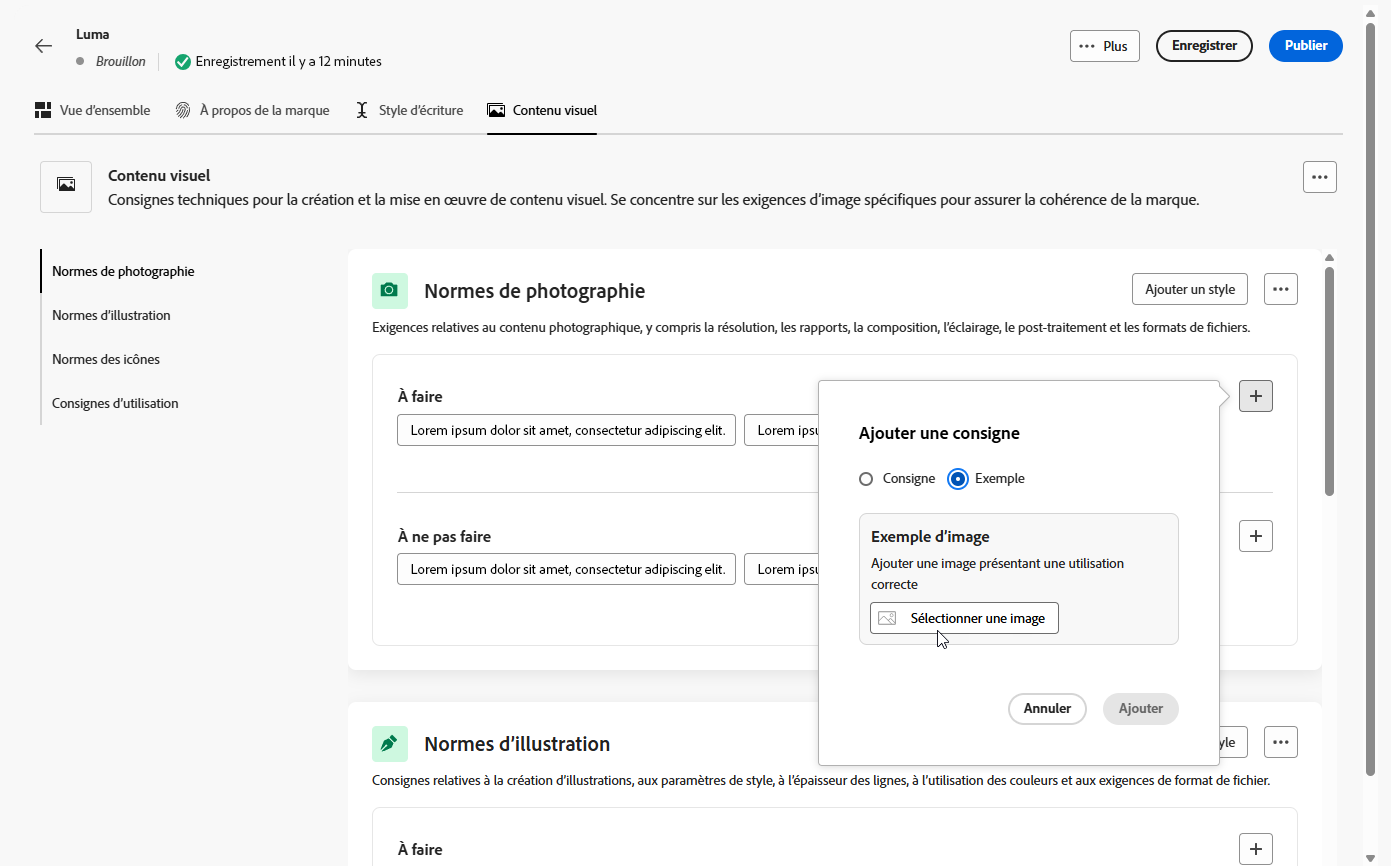 Luma
Brouillon
Enregistrement il y a 12 minutes
Plus
Enregistrer
Publier
Vue d’ensemble
À propos de la marque
Style d’écriture
Contenu visuel
Contenu visuel
Consignes techniques pour la création et la mise en œuvre de contenu visuel. Se concentre sur les exigences d’image spécifiques pour assurer la cohérence de la marque.
Normes de photographie
Normes d’illustration
Normes des icônes
Consignes d’utilisation
Normes de photographie
Ajouter un style
Exigences relatives au contenu photographique, y compris la résolution, les rapports, la composition, l’éclairage, le post-traitement et les formats de fichiers.
À faire
Lorem ipsum dolor sit amet, consectetur adipiscing elit.
Lorem
À ne pas faire
Lorem ipsum dolor sit amet, consectetur adipiscing elit.
Lorem
Ajouter une consigne
Consigne
Exemple
Exemple d’image
Ajouter une image présentant une utilisation
correcte
Sélectionner une image
Annuler
Ajouter
Normes d’illustration
Consignes relatives à la création d’illustrations, aux paramètres de style, à l’épaisseur des lignes, à l’utilisation des couleurs et aux exigences de format de fichier.
À faire